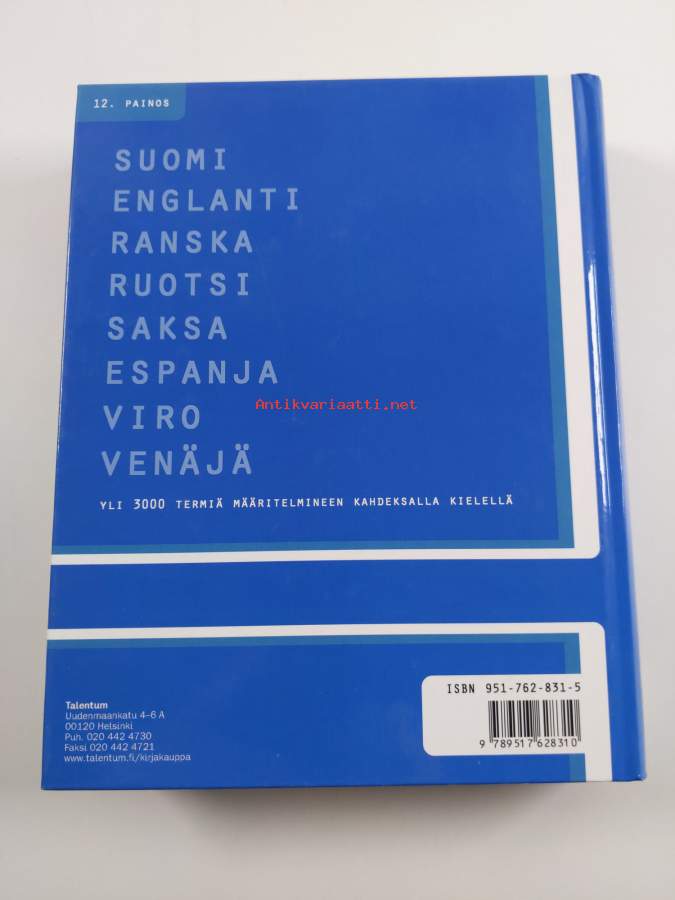 12. PAINOS
SUOMI
ENGLANTI
RANSKA
RUOTSI
SAKSA
ESPANJA
Antikvariaatti.net
VIRO
VENÄJÄ
YLI 3000 TERMIÄ MÄÄRITELMINEEN KAHDEKSALLA KIELELLÄ
ISBN 951-762-831-5
9 789517 628310
Talentum
Uudenmaankatu 4-6 A
00120 Helsinki
Puh. 020 442 4730
Faksi 020 442 4721
www.talentum.fi/kirjakauppa